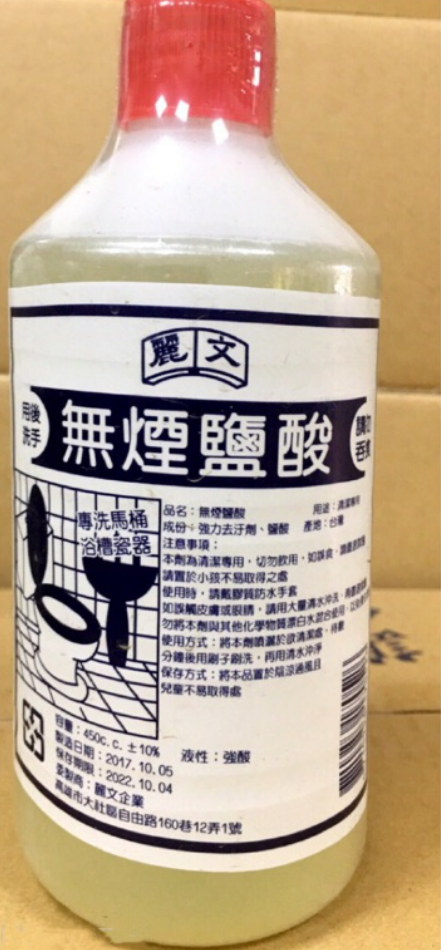 麗文
用後
洗手
無煙鹽酸
請勿
吞食
專洗馬桶
浴槽瓷器
品名：無煙鹽酸 用途：清潔專用
成份：強力去汙劑、鹽酸 產地：台灣
注意事項：
本劑為清潔專用，切勿飲用，如誤食，
請置於小孩不易取得之處
使用時，請戴膠質防水手套
如誤觸皮膚或眼睛，請用大量清水沖洗，
勿將本劑與其他化學物質漂白水混合使用，
使用方式：將本劑噴灑於欲清潔處，待數
分鐘後用刷子刷洗，再用清水沖淨
保存方式：將本品置於陰涼通風且
兒童不易取得處
容量：450c.c.±10%
液性：強酸
製造日期：2017.10.05
保存期限：2022.10.04
委製商：麗文企業
高雄市大社區自由路160巷12弄1號